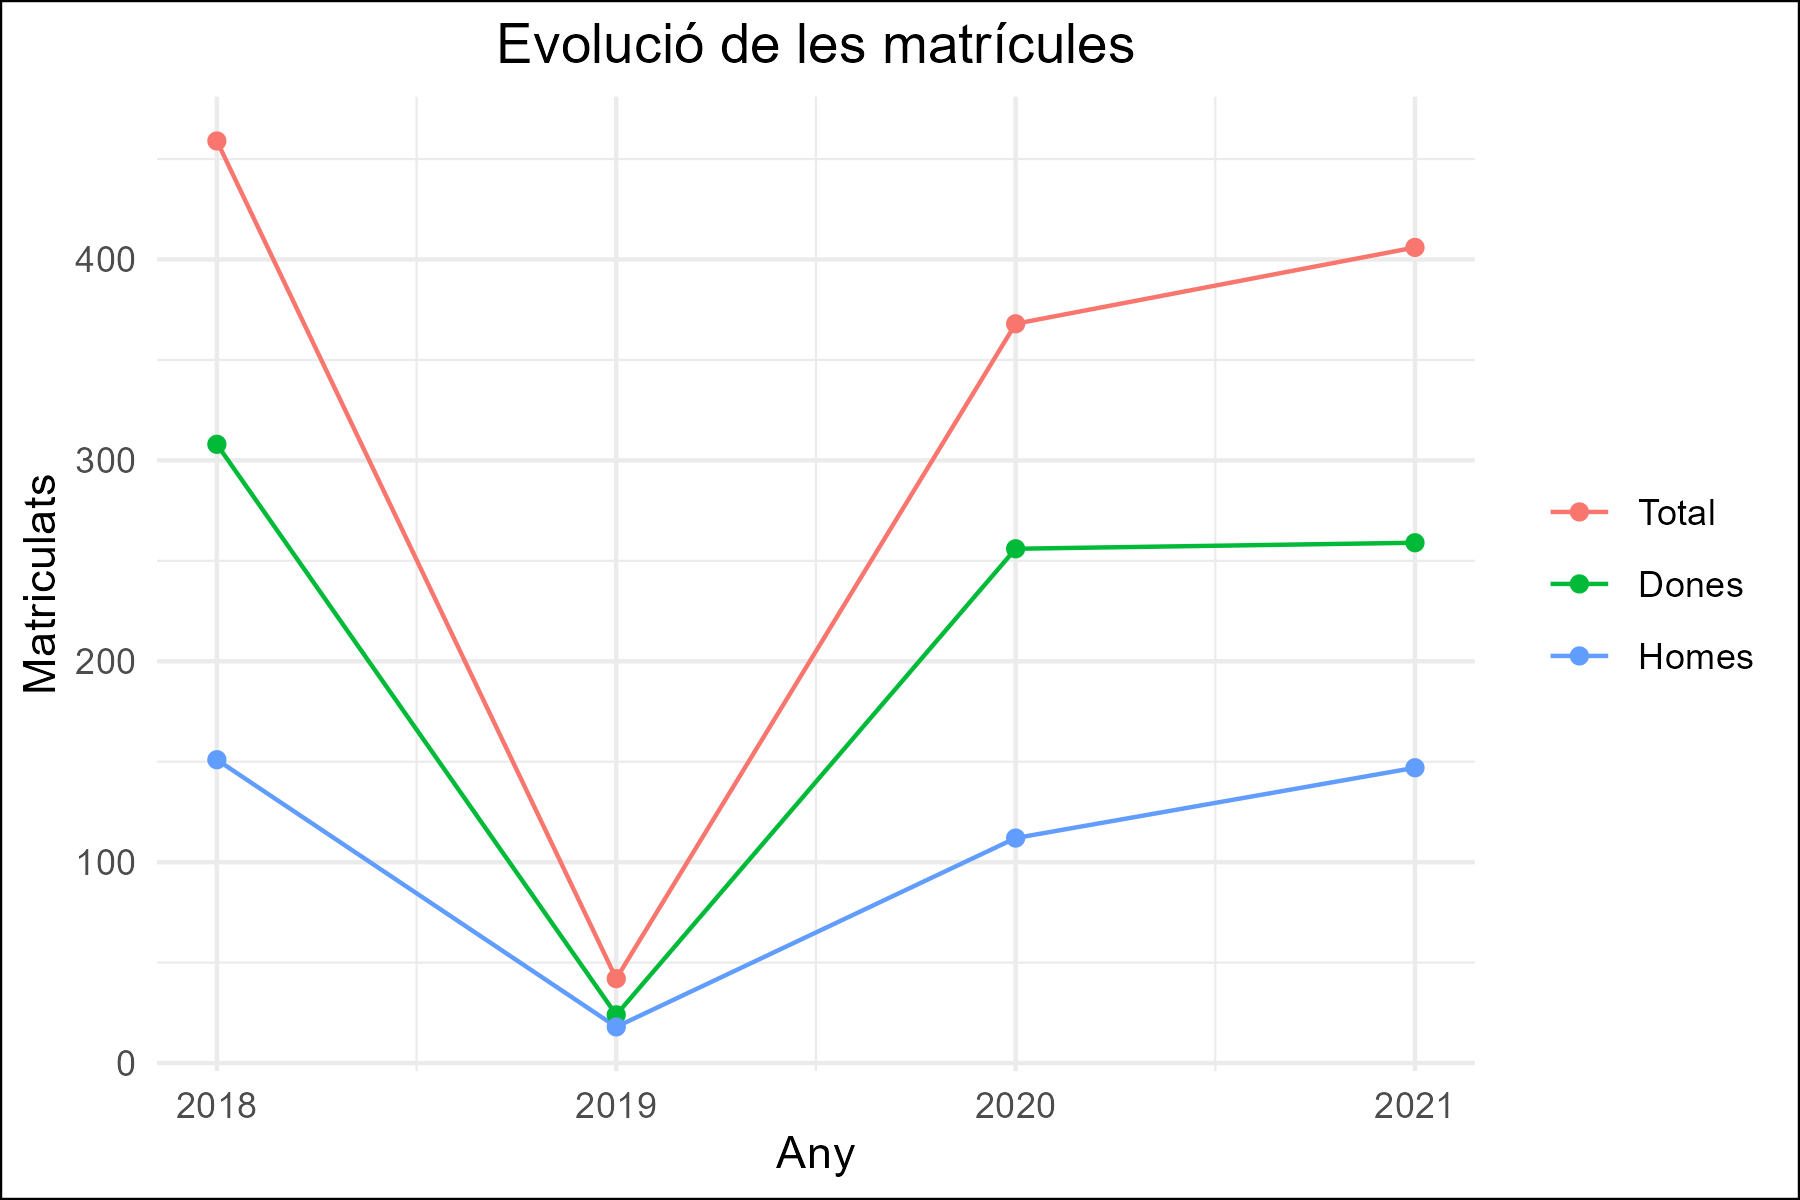 Evolució de les matrícules
Matriculats
400
300
200
100
0
2018
2019
2020
2021
Any
Total
Dones
Homes